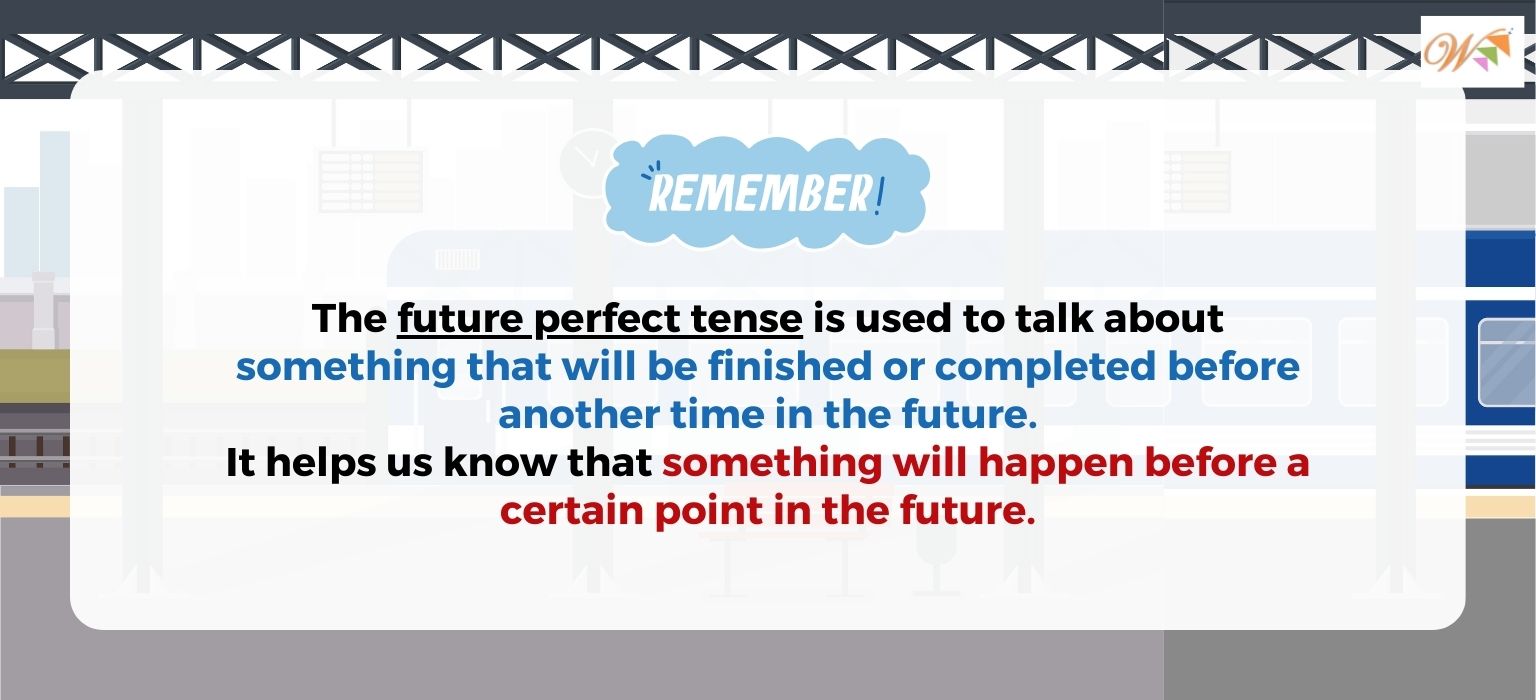 W
REMEMBER!
The future perfect tense is used to talk about
something that will be finished or completed before
another time in the future.
It helps us know that something will happen before a
certain point in the future.